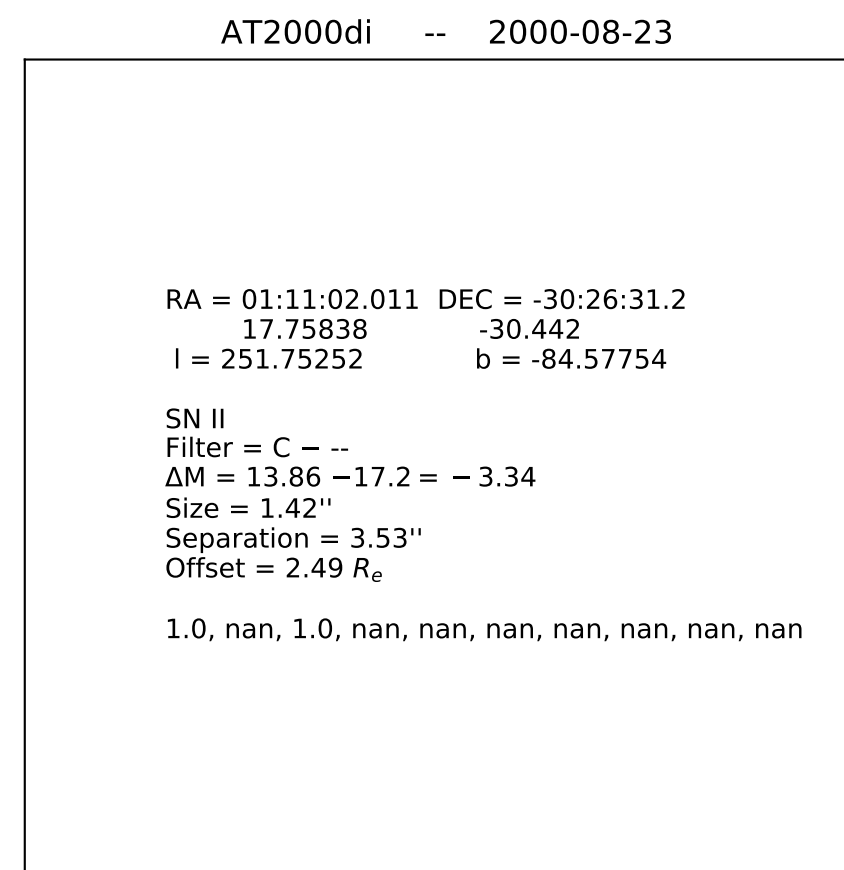 AT2000di -- 2000-08-23
RA = 01:11:02.011 DEC = -30:26:31.2
17.75838 -30.442
l = 251.75252 b = -84.57754
SN II
Filter = C − --
ΔM = 13.86 −17.2 = − 3.34
Size = 1.42''
Separation = 3.53''
Offset = 2.49 Rₑ
1.0, nan, 1.0, nan, nan, nan, nan, nan, nan, nan